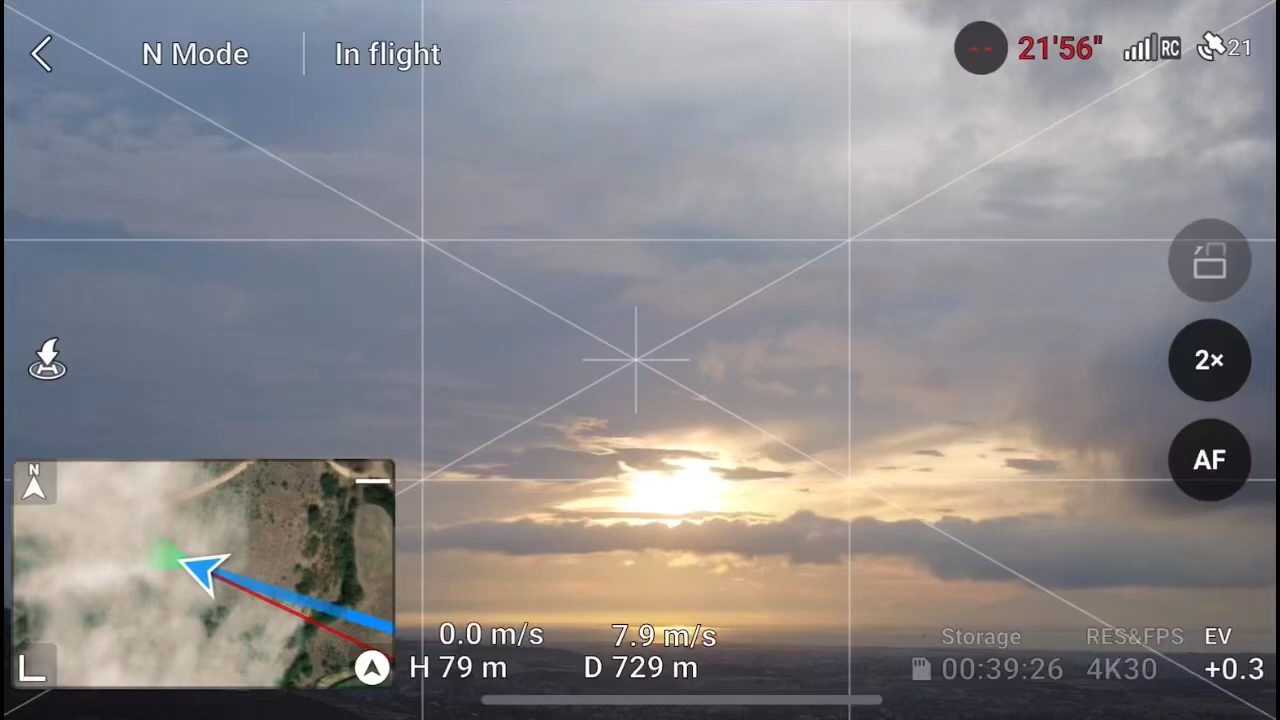 N Mode
In flight
--
21'56"
RC
21
2×
AF
N
0.0 m/s
7.9 m/s
H 79 m
D 729 m
Storage
00:39:26
RES&FPS
4K30
EV
+0.3